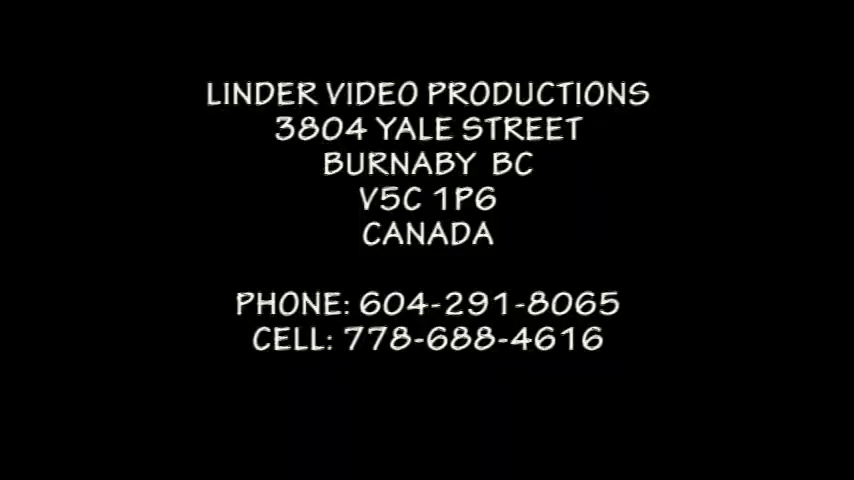 LINDER VIDEO PRODUCTIONS
3804 YALE STREET
BURNABY BC
V5C 1P6
CANADA
PHONE: 604-291-8065
CELL: 778-688-4616